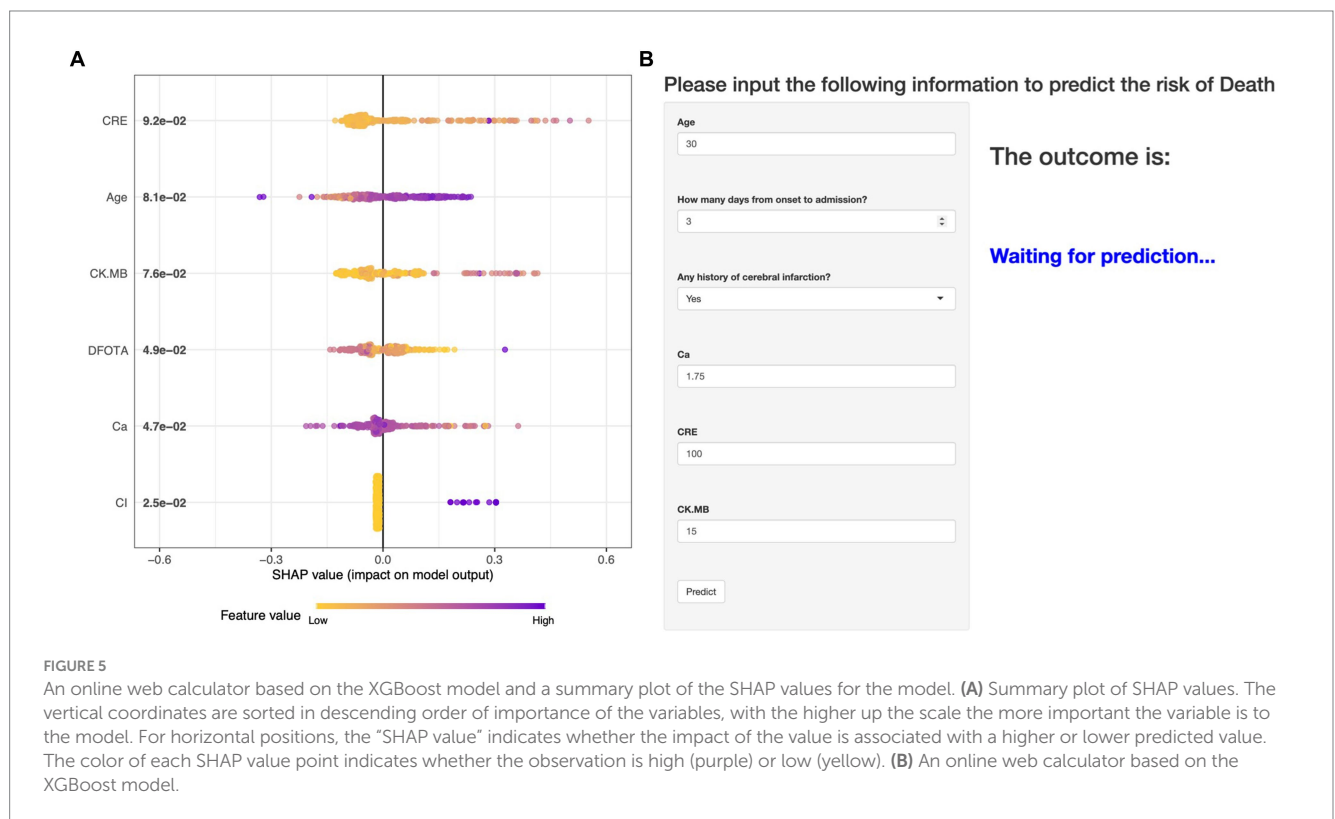 A
CRE 9.2e−02
Age 8.1e−02
CK.MB 7.6e−02
DFOTA 4.9e−02
Ca 4.7e−02
CI 2.5e−02
−0.6 −0.3 0.0 0.3 0.6
SHAP value (impact on model output)
Feature value Low High
B
Please input the following information to predict the risk of Death
Age
30
How many days from onset to admission?
3
Any history of cerebral infarction?
Yes
Ca
1.75
CRE
100
CK.MB
15
Predict
The outcome is:
Waiting for prediction...
FIGURE 5
An online web calculator based on the XGBoost model and a summary plot of the SHAP values for the model. (A) Summary plot of SHAP values. The
vertical coordinates are sorted in descending order of importance of the variables, with the higher up the scale the more important the variable is to
the model. For horizontal positions, the “SHAP value” indicates whether the impact of the value is associated with a higher or lower predicted value.
The color of each SHAP value point indicates whether the observation is high (purple) or low (yellow). (B) An online web calculator based on the
XGBoost model.